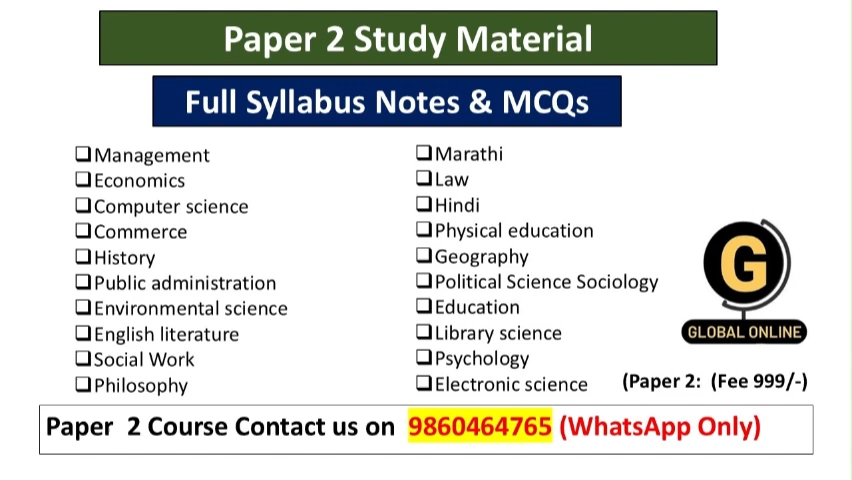 Paper 2 Study Material
Full Syllabus Notes & MCQs
❑Management
❑Economics
❑Computer science
❑Commerce
❑History
❑Public administration
❑Environmental science
❑English literature
❑Social Work
❑Philosophy
❑Marathi
❑Law
❑Hindi
❑Physical education
❑Geography
❑Political Science Sociology
❑Education
❑Library science
❑Psychology
❑Electronic science
G
GLOBAL ONLINE
(Paper 2: (Fee 999/-)
Paper 2 Course Contact us on 9860464765 (WhatsApp Only)